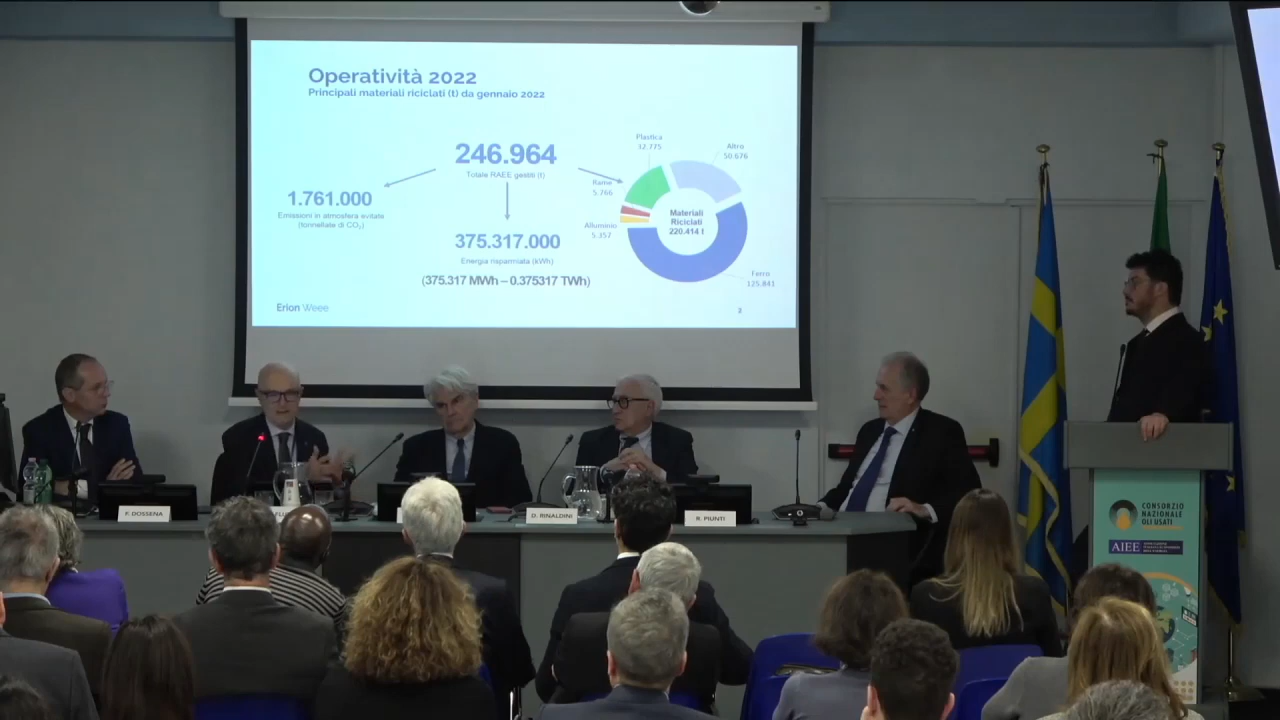 Operatività 2022
Principali materiali riciclati (t) da gennaio 2022
246.964
Totale RAEE gestiti (t)
1.761.000
Emissioni in atmosfera evitate
(tonnellate di CO₂)
375.317.000
Energia risparmiata (kWh)
(375.317 MWh – 0.375317 TWh)
Plastica
32.775
Altro
50.676
Rame
5.766
Alluminio
5.357
Materiali
Riciclati
220.414 t
Ferro
125.841
Erion Weee
2
F. DOSSENA
D. RINALDINI
R. PIUNTI
CONSORZIO
NAZIONALE
OLI USATI
AIEE